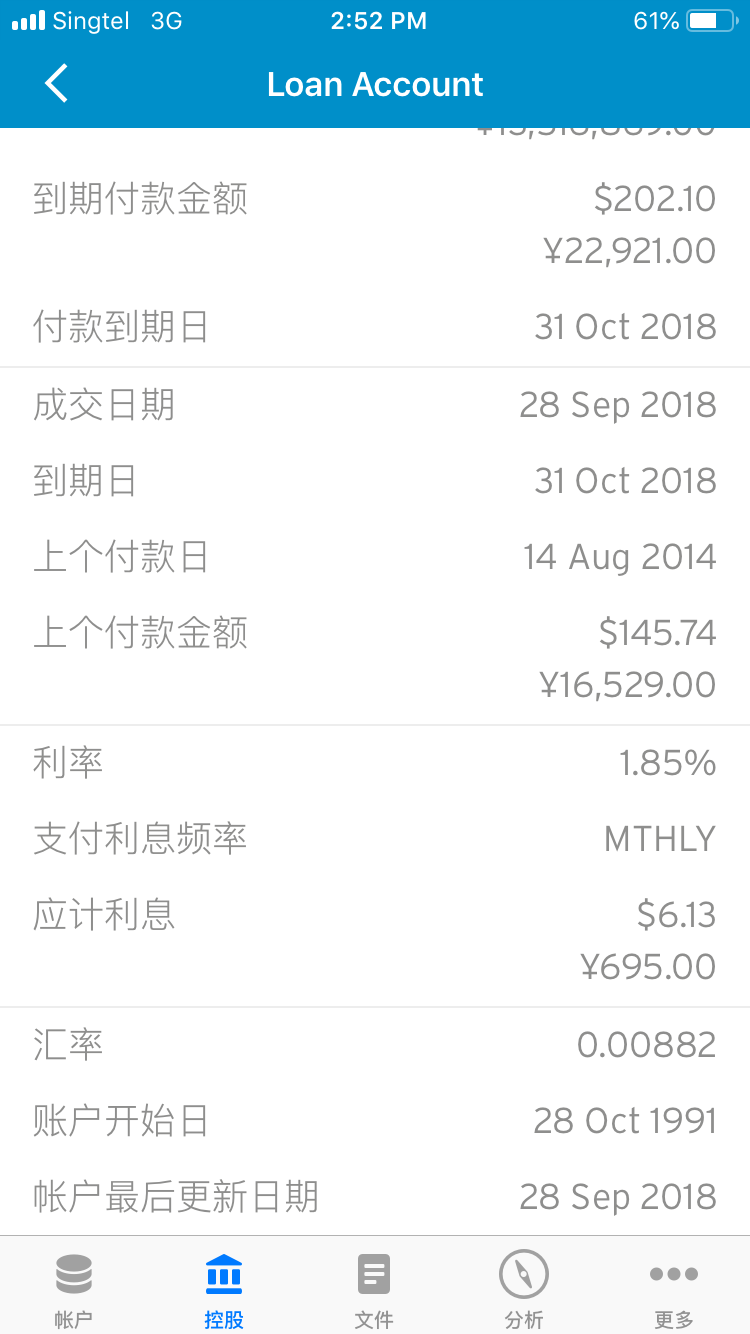 Singtel 3G 2:52 PM 61%
Loan Account
到期付款金额 $202.10
¥22,921.00
付款到期日 31 Oct 2018
成交日期 28 Sep 2018
到期日 31 Oct 2018
上个付款日 14 Aug 2014
上个付款金额 $145.74
¥16,529.00
利率 1.85%
支付利息频率 MTHLY
应计利息 $6.13
¥695.00
汇率 0.00882
账户开始日 28 Oct 1991
帐户最后更新日期 28 Sep 2018
帐户 控股 文件 分析 更多